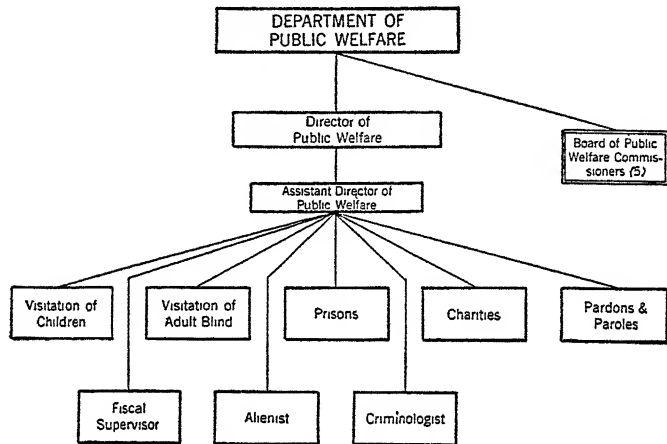 DEPARTMENT OF
PUBLIC WELFARE
Director of
Public Welfare
Board of Public
Welfare Commis-
sioners (5)
Assistant Director of
Public Welfare
Visitation of
Children
Visitation of
Adult Blind
Prisons
Charities
Pardons &
Paroles
Fiscal
Supervisor
Alienist
Criminologist